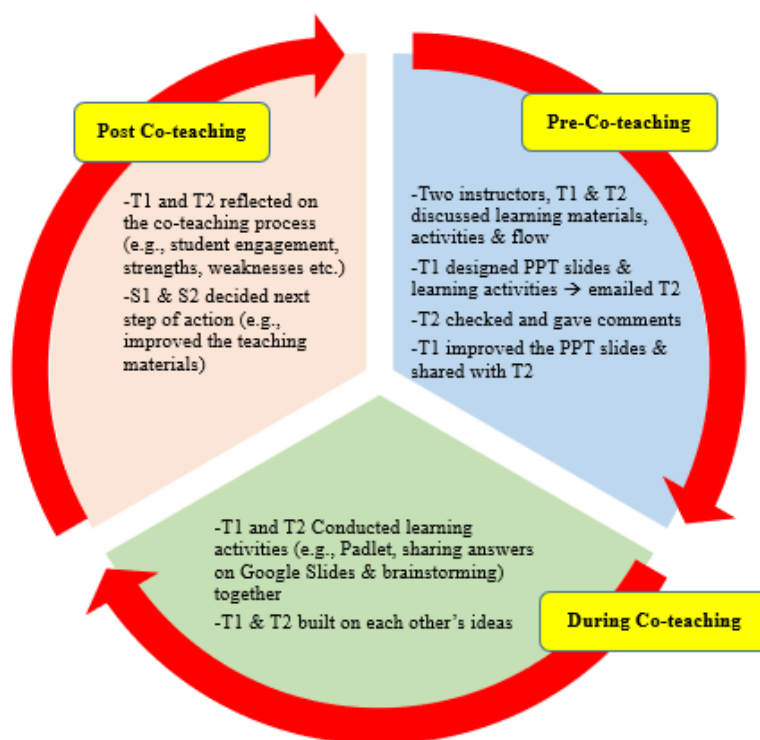 Pre-Co-teaching
-Two instructors, T1 & T2
discussed learning materials,
activities & flow
-T1 designed PPT slides &
learning activities → emailed T2
-T2 checked and gave comments
-T1 improved the PPT slides &
shared with T2
During Co-teaching
-T1 and T2 Conducted learning
activities (e.g., Padlet, sharing answers
on Google Slides & brainstorming)
together
-T1 & T2 built on each other’s ideas
Post Co-teaching
-T1 and T2 reflected on
the co-teaching process
(e.g., student engagement,
strengths, weaknesses etc.)
-S1 & S2 decided next
step of action (e.g.,
improved the teaching
materials)